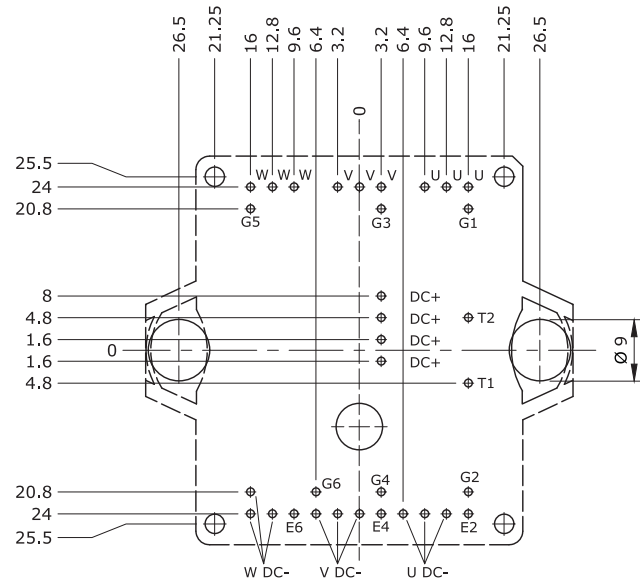 26.5 21.25 16 12.8 9.6 6.4 3.2 3.2 6.4 9.6 12.8 16 21.25 26.5
0
25.5
24 W W W V V V U U U
20.8 G5 G3 G1
8 DC+
4.8 DC+ T2
1.6 DC+
0
1.6 DC+
4.8 T1
Ø 9
20.8 G6 G4 G2
24 E6 E4 E2
25.5
W DC- V DC- U DC-